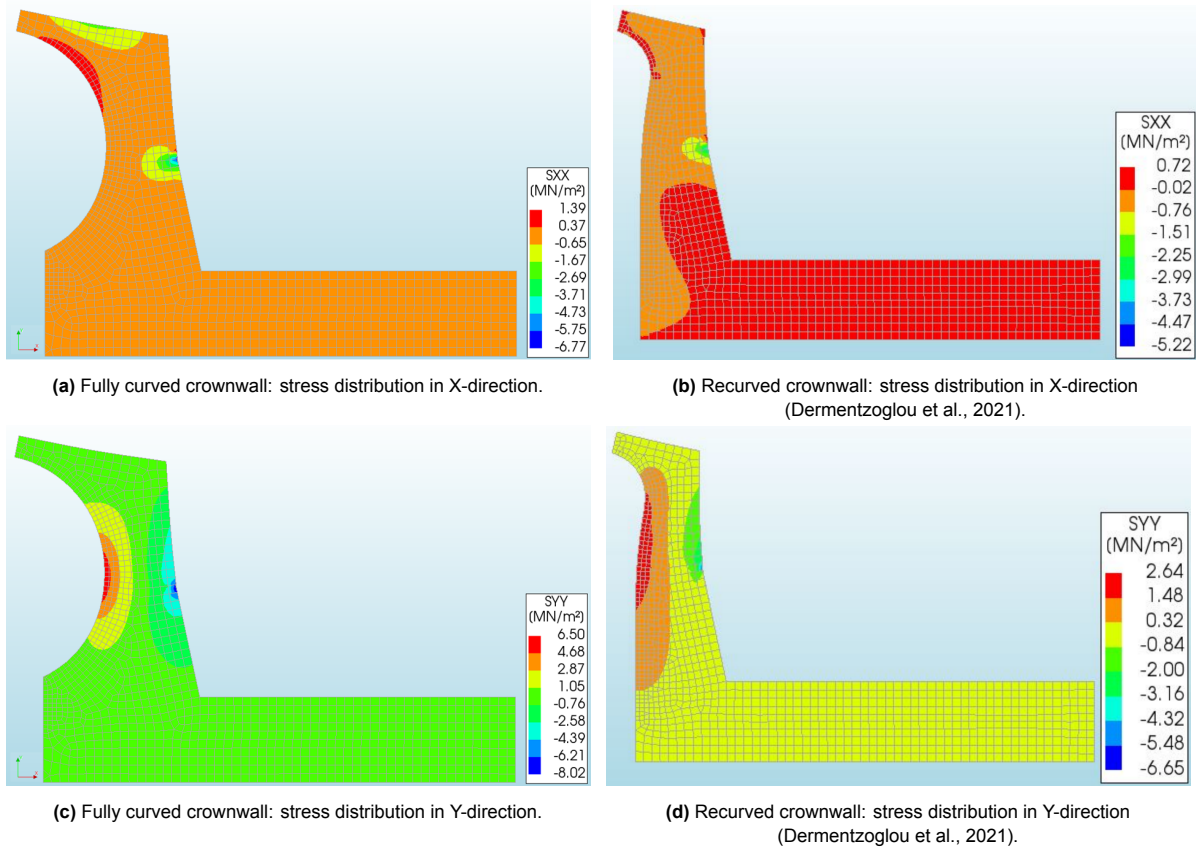 SXX
(MN/m²)
1.39
0.37
-0.65
-1.67
-2.69
-3.71
-5.75
-6.77
(a) Fully curved crownwall: stress distribution in X-direction.
SXX
(MN/m²)
0.72
-0.02
-0.76
-1.51
-2.25
-2.99
-3.73
-4.47
-5.22
(b) Recurved crownwall: stress distribution in X-direction
(Dermentzoglou et al., 2021).
SYY
(MN/m²)
6.50
4.68
2.87
1.05
-0.76
-2.58
-4.39
-6.21
-8.02
(c) Fully curved crownwall: stress distribution in Y-direction.
SYY
(MN/m²)
2.64
1.48
0.32
-0.84
-2.00
-3.16
-4.32
-5.48
-6.65
(d) Recurved crownwall: stress distribution in Y-direction
(Dermentzoglou et al., 2021).